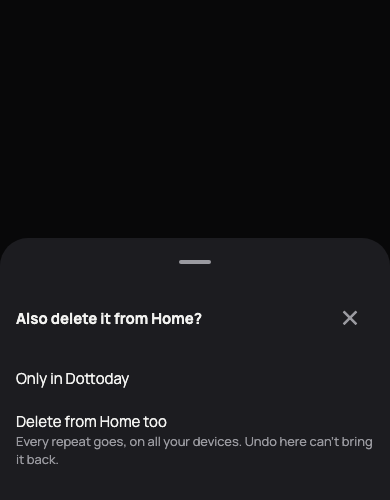 Also delete it from Home?
Only in Dottoday
Delete from Home too
Every repeat goes, on all your devices. Undo here can't bring
it back.